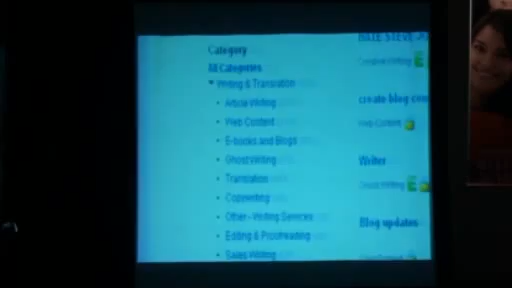 Category
All Categories
Writing & Translation
Article Writing
Web Content
E-books and Blogs
Ghost Writing
Translation
Copywriting
Other - Writing Services
Editing & Proofreading
Sales Writing
Creative Writing
create blog
Web Content
Writer
Ghost Writing
Blog updates